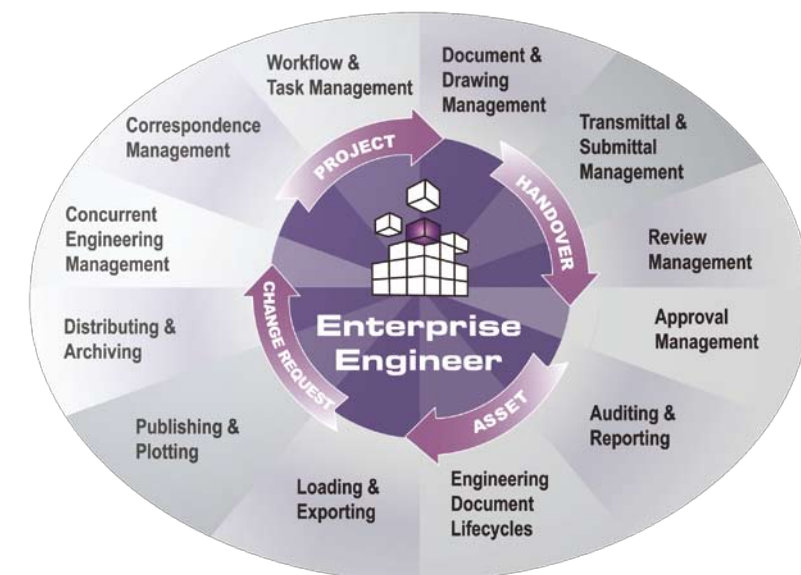 Workflow &
Task Management
Document &
Drawing
Management
Transmittal &
Submittal
Management
Review
Management
Approval
Management
Auditing &
Reporting
Engineering
Document
Lifecycles
Loading &
Exporting
Publishing &
Plotting
Distributing &
Archiving
Concurrent
Engineering
Management
Correspondence
Management
PROJECT
HANDOVER
ASSET
CHANGE REQUEST
Enterprise
Engineer